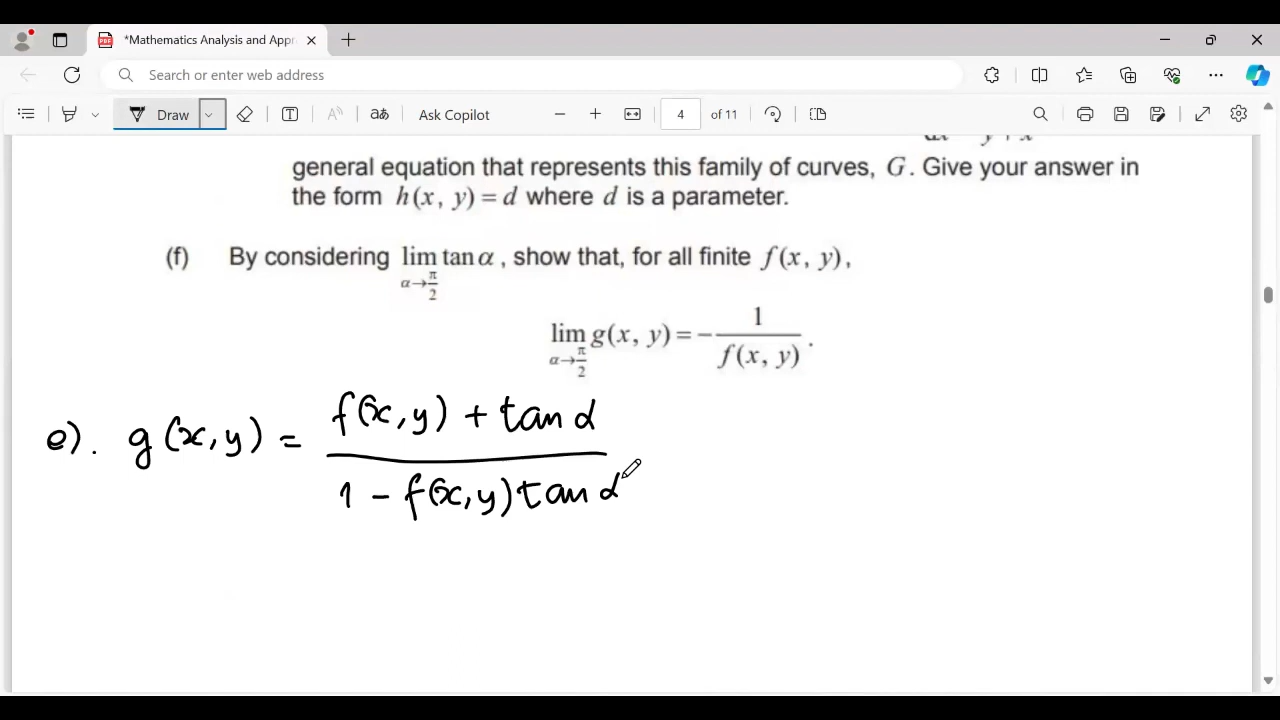 *Mathematics Analysis and Appr
Search or enter web address
Draw
aあ
Ask Copilot
4 of 11
general equation that represents this family of curves, G. Give your answer in
the form h(x, y) = d where d is a parameter.
(f) By considering lim tan α, show that, for all finite f(x, y),
α→π/2
lim g(x, y) = − 1/f(x, y).
α→π/2
e). g(x,y) = f(x,y) + tan α
1 − f(x,y) tan α